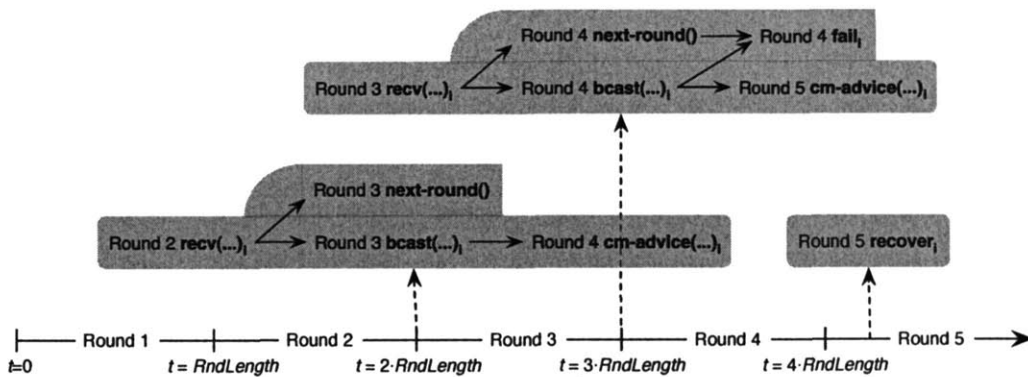 Round 4 next-round() Round 4 fail_i
Round 3 recv(...)_i Round 4 bcast(...)_i Round 5 cm-advice(...)_i
Round 3 next-round()
Round 2 recv(...)_i Round 3 bcast(...)_i Round 4 cm-advice(...)_i Round 5 recover_i
Round 1 Round 2 Round 3 Round 4 Round 5
t=0 t = RndLength t = 2·RndLength t = 3·RndLength t = 4·RndLength